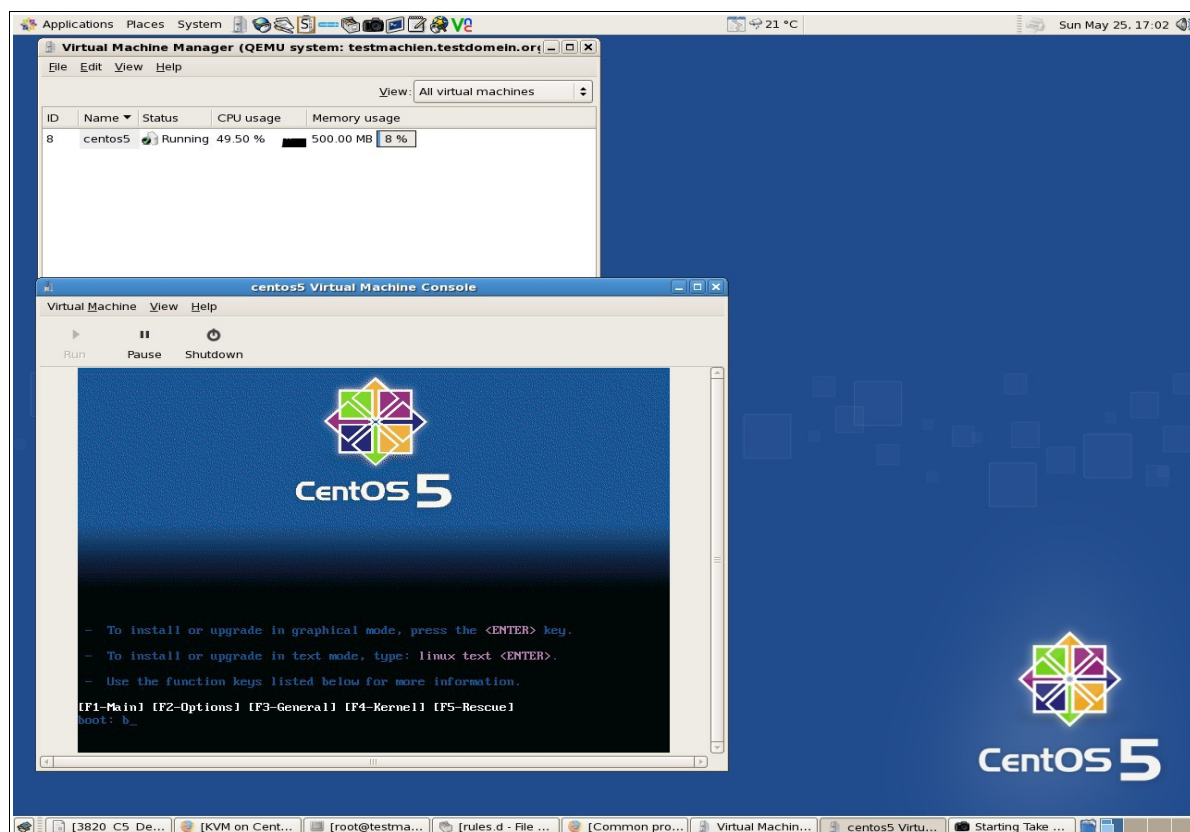 Applications Places System
21 °C
Sun May 25, 17:02
Virtual Machine Manager (QEMU system: testmachien.testdomein.org
File Edit View Help
View: All virtual machines
ID Name Status CPU usage Memory usage
8 centos5 Running 49.50 % 500.00 MB 8 %
centos5 Virtual Machine Console
Virtual Machine View Help
Run Pause Shutdown
CentOS 5
- To install or upgrade in graphical mode, press the <ENTER> key.
- To install or upgrade in text mode, type: linux text <ENTER>.
- Use the function keys listed below for more information.
[F1-Main] [F2-Options] [F3-General] [F4-Kernel] [F5-Rescue]
boot: b_
CentOS 5
[3820 C5 De... [KVM on Cent... [root@testma... [rules.d - File ... [Common pro... Virtual Machin... centos5 Virtu... Starting Take ...